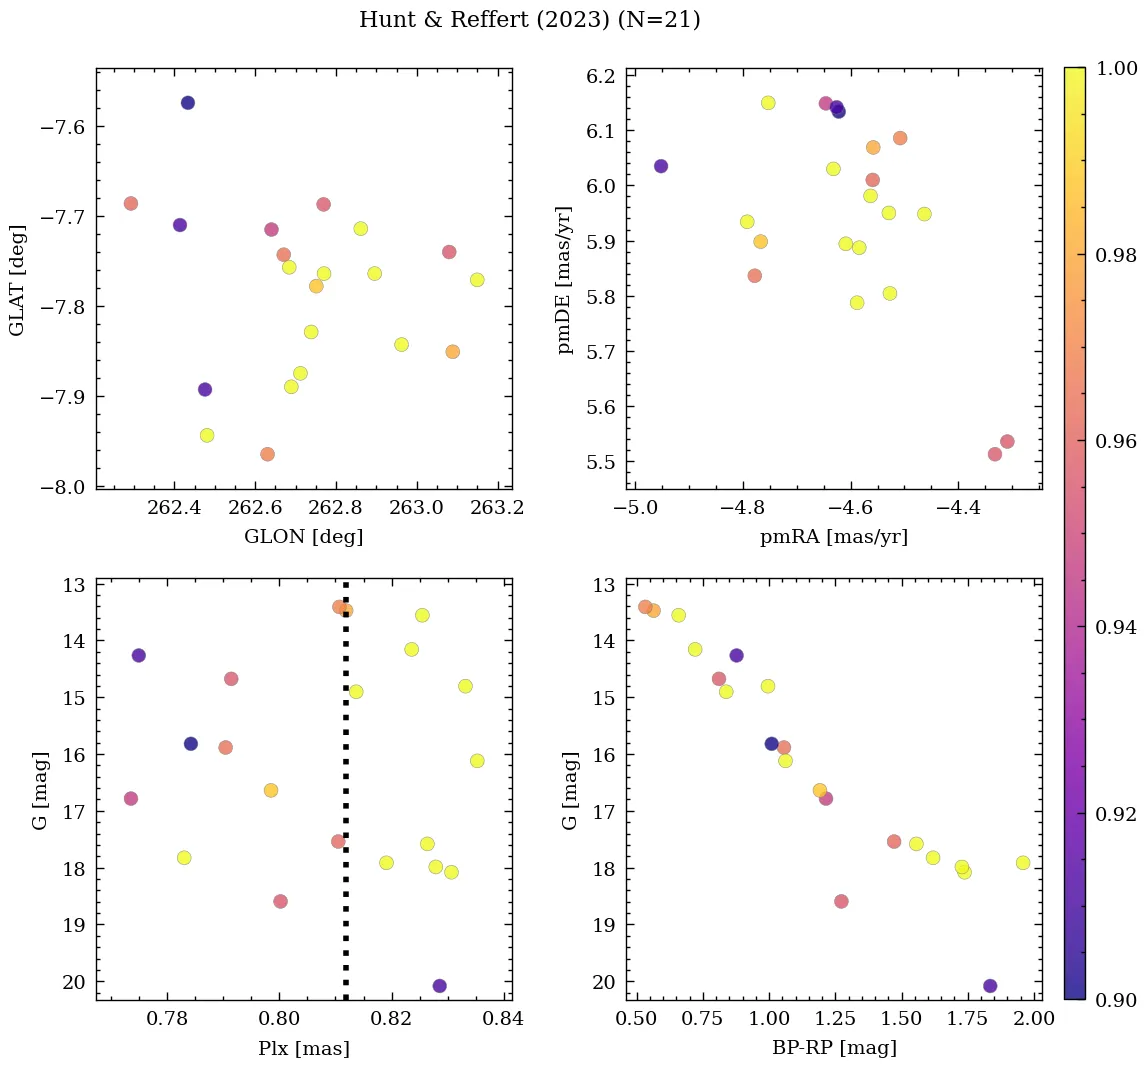 Hunt & Reffert (2023) (N=21)
−7.6
−7.7
−7.8
−7.9
−8.0
GLAT [deg]
262.4 262.6 262.8 263.0 263.2
GLON [deg]
6.2
6.1
6.0
5.9
5.8
5.7
5.6
5.5
pmDE [mas/yr]
−5.0 −4.8 −4.6 −4.4
pmRA [mas/yr]
13
14
15
16
17
18
19
20
G [mag]
0.78 0.80 0.82 0.84
Plx [mas]
13
14
15
16
17
18
19
20
G [mag]
0.50 0.75 1.00 1.25 1.50 1.75 2.00
BP-RP [mag]
1.00
0.98
0.96
0.94
0.92
0.90